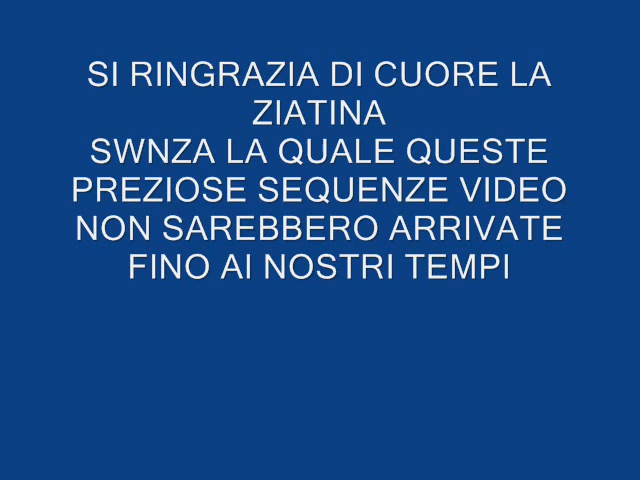 SI RINGRAZIA DI CUORE LA
ZIATINA
SWNZA LA QUALE QUESTE
PREZIOSE SEQUENZE VIDEO
NON SAREBBERO ARRIVATE
FINO AI NOSTRI TEMPI